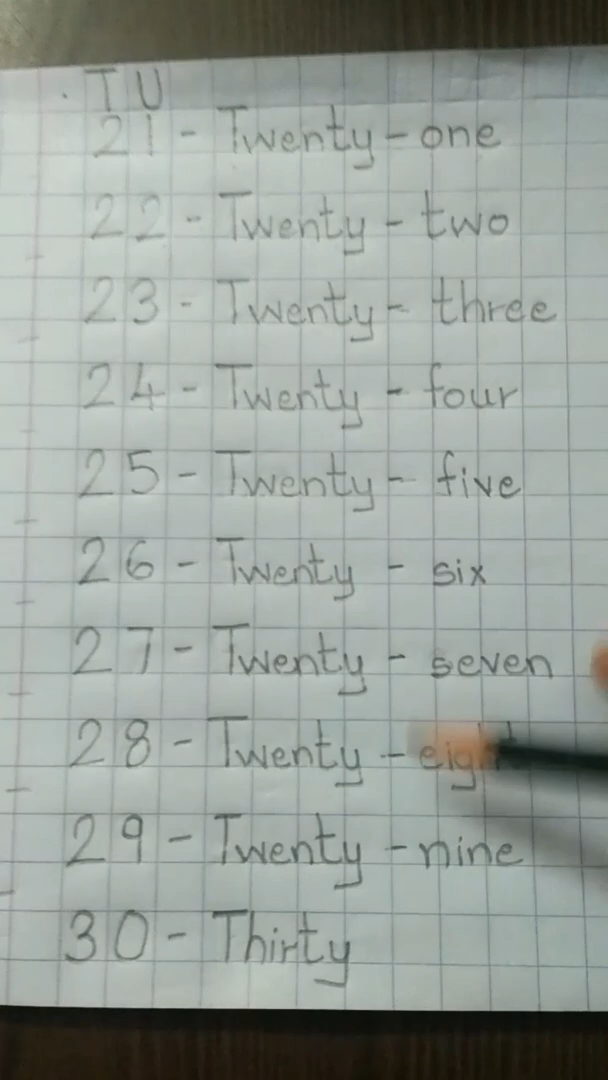 . T U
21 - Twenty - one
22 - Twenty - two
23 - Twenty - three
24 - Twenty - four
25 - Twenty - five
26 - Twenty - six
27 - Twenty - seven
28 - Twenty - eight
29 - Twenty - nine
30 - Thirty